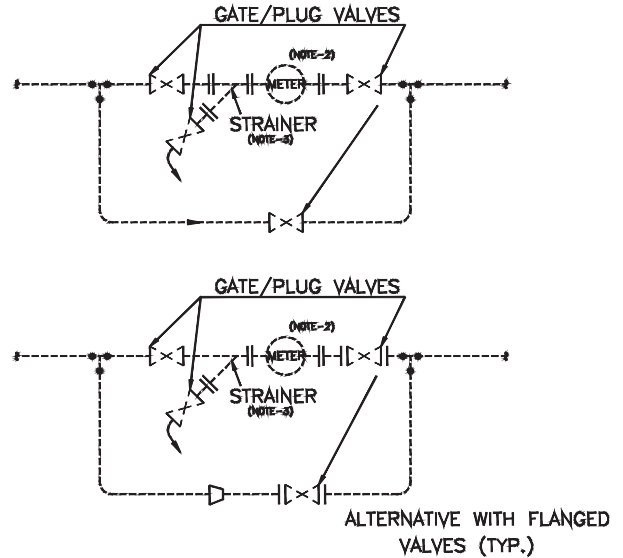 GATE/PLUG VALVES
(NOTE-2)
METER
STRAINER
(NOTE-3)
GATE/PLUG VALVES
(NOTE-2)
METER
STRAINER
(NOTE-3)
ALTERNATIVE WITH FLANGED
VALVES (TYP.)